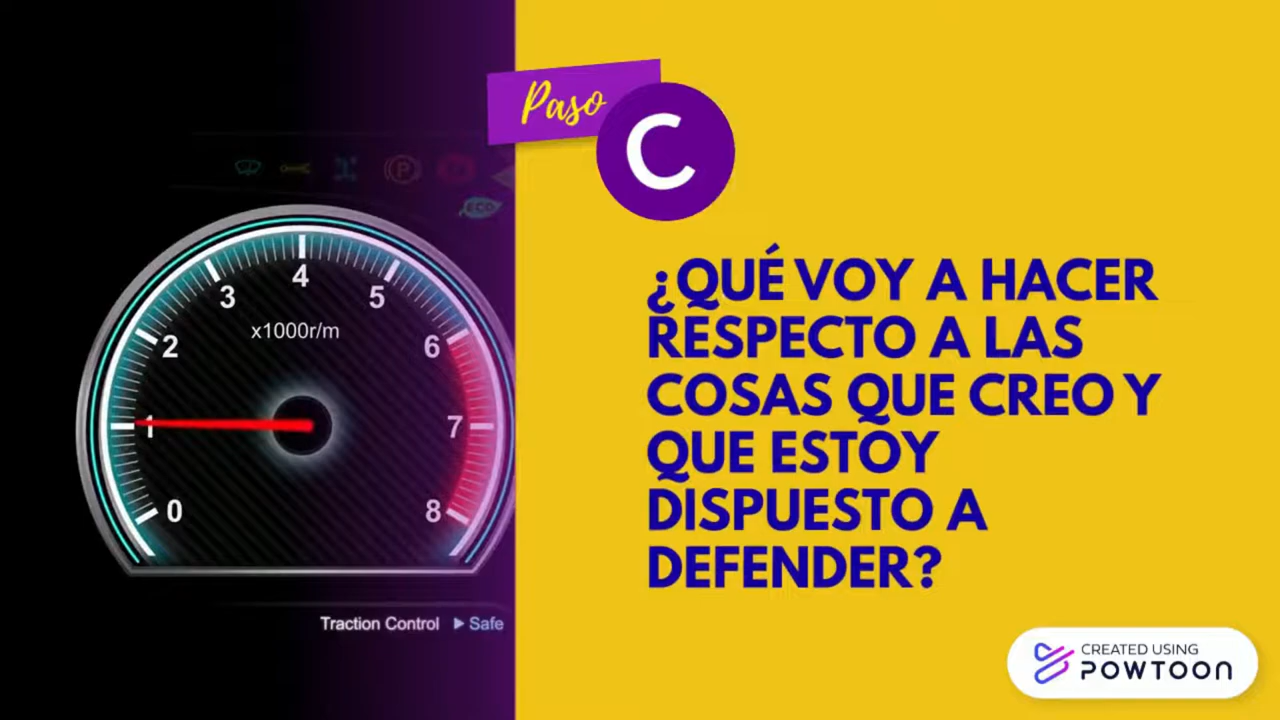 Paso
C
¿QUÉ VOY A HACER
RESPECTO A LAS
COSAS QUE CREO Y
QUE ESTOY
DISPUESTO A
DEFENDER?
P
ECO
4
3
5
x1000r/m
2
6
1
7
0
8
Traction Control
Safe
CREATED USING
POWTOON